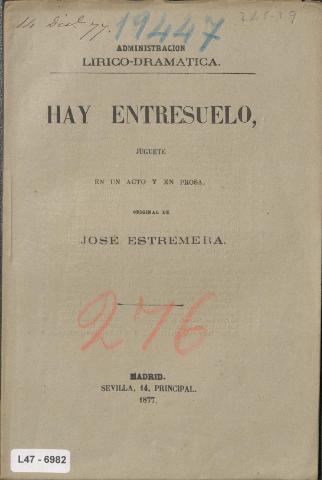 14 Dicb. 77.
19447
ADMINISTRACION
LIRICO-DRAMATICA.
HAY ENTRESUELO,
JUGUETE
EN UN ACTO Y EN PROSA,
ORIGINAL DE
JOSÉ ESTREMERA.
276
MADRID.
SEVILLA, 14, PRINCIPAL.
1877.
L47 - 6982